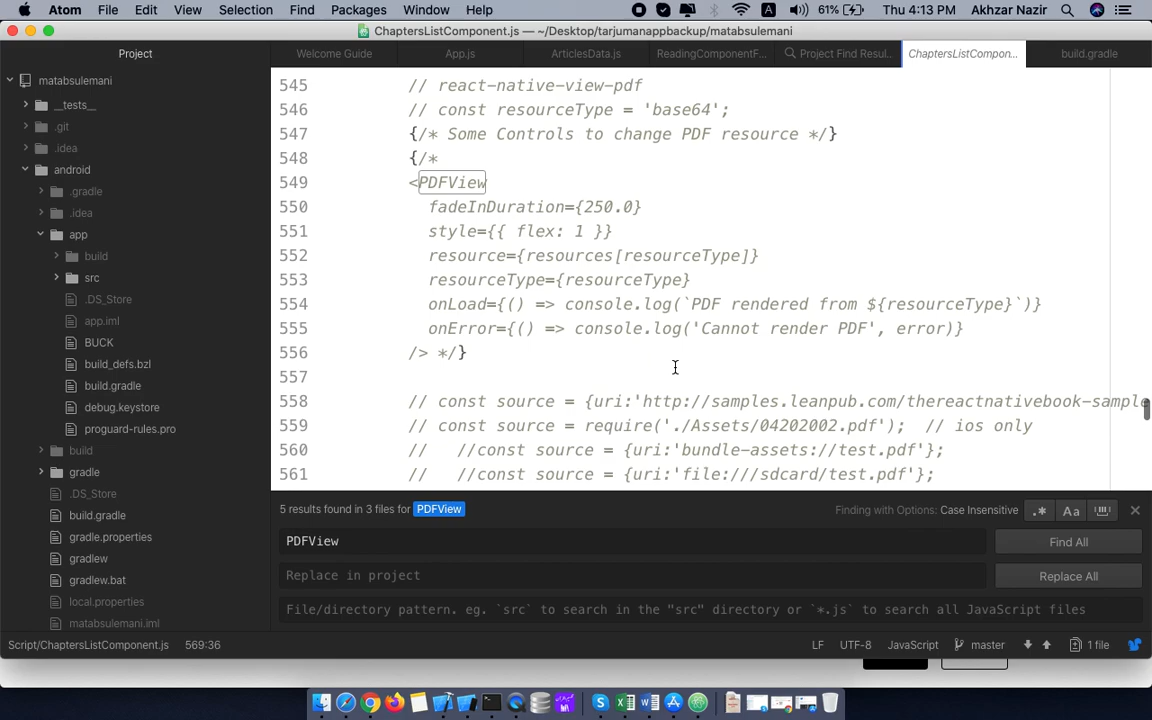 Atom File Edit View Selection Find Packages Window Help 61% Thu 4:13 PM Akhzar Nazir
ChaptersListComponent.js — ~/Desktop/tarjumanappbackup/matabsulemani
Project Welcome Guide App.js ArticlesData.js ReadingComponentF... Project Find Resul... ChaptersListCompon... build.gradle
matabsulemani
__tests__
.git
.idea
android
.gradle
.idea
app
build
src
.DS_Store
app.iml
BUCK
build_defs.bzl
build.gradle
debug.keystore
proguard-rules.pro
build
gradle
.DS_Store
build.gradle
gradle.properties
gradlew
gradlew.bat
local.properties
matabsulemani.iml
545 // react-native-view-pdf
546 // const resourceType = 'base64';
547 {/* Some Controls to change PDF resource */}
548 {/*
549 <PDFView
550 fadeInDuration={250.0}
551 style={{ flex: 1 }}
552 resource={resources[resourceType]}
553 resourceType={resourceType}
554 onLoad={() => console.log(`PDF rendered from ${resourceType}`)}
555 onError={() => console.log('Cannot render PDF', error)}
556 /> */}
557
558 // const source = {uri:'http://samples.leanpub.com/thereactnativebook-sample
559 // const source = require('./Assets/04202002.pdf'); // ios only
560 // //const source = {uri:'bundle-assets://test.pdf'};
561 // //const source = {uri:'file:///sdcard/test.pdf'};
5 results found in 3 files for PDFView Finding with Options: Case Insensitive .* Aa
PDFView Find All
Replace in project Replace All
File/directory pattern. eg. `src` to search in the "src" directory or `*.js` to search all JavaScript files
Script/ChaptersListComponent.js 569:36 LF UTF-8 JavaScript master 1 file